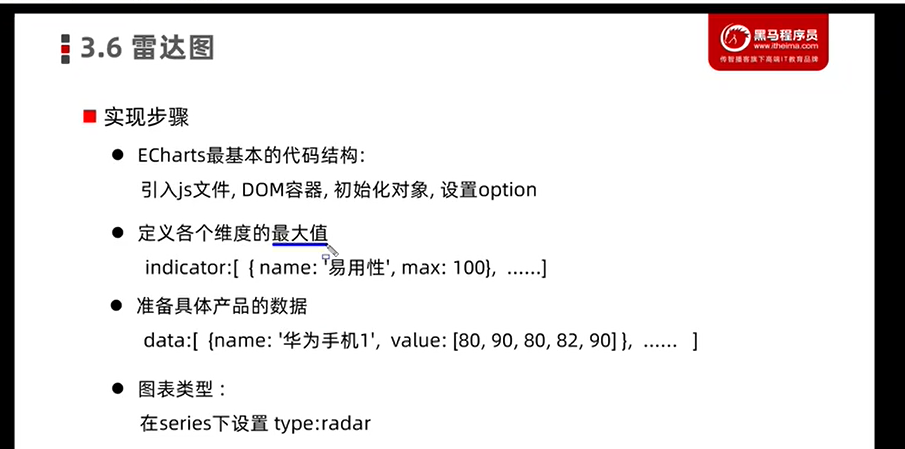 3.6 雷达图
黑马程序员
www.itheima.com
传智播客旗下高端IT教育品牌
实现步骤
ECharts最基本的代码结构:
引入js文件, DOM容器, 初始化对象, 设置option
定义各个维度的最大值
indicator:[ { name: '易用性', max: 100}, ......]
准备具体产品的数据
data:[ {name: '华为手机1', value: [80, 90, 80, 82, 90] }, ...... ]
图表类型 :
在series下设置 type:radar